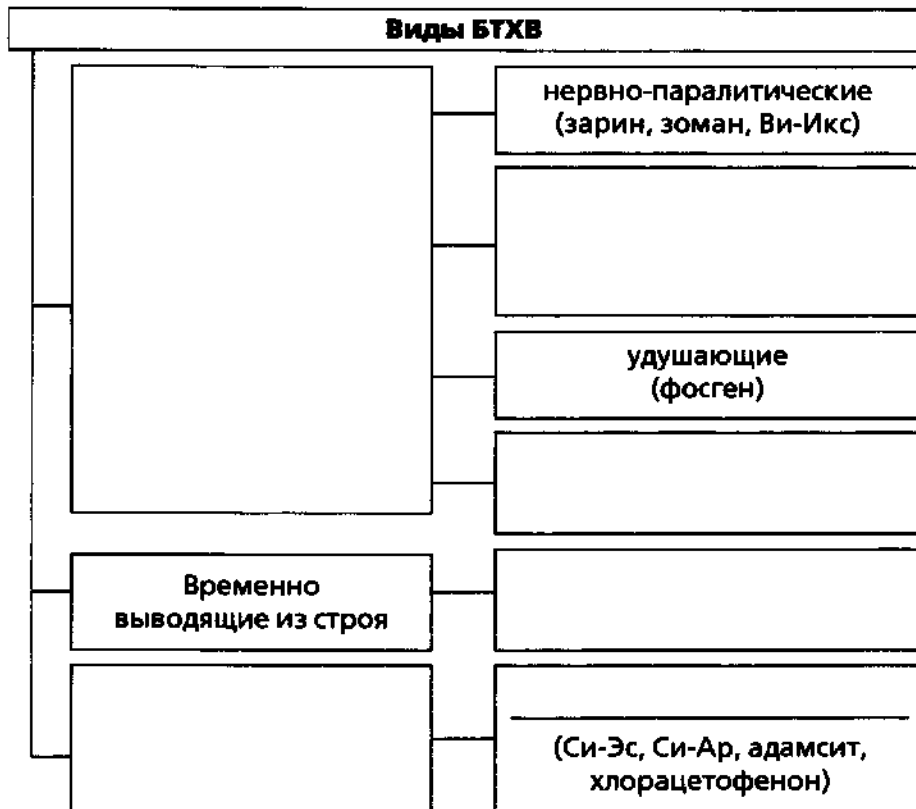 Виды БТХВ
нервно-паралитические
(зарин, зоман, Ви-Икс)
удушающие
(фосген)
Временно
выводящие из строя
(Си-Эс, Си-Ар, адамсит,
хлорацетофенон)